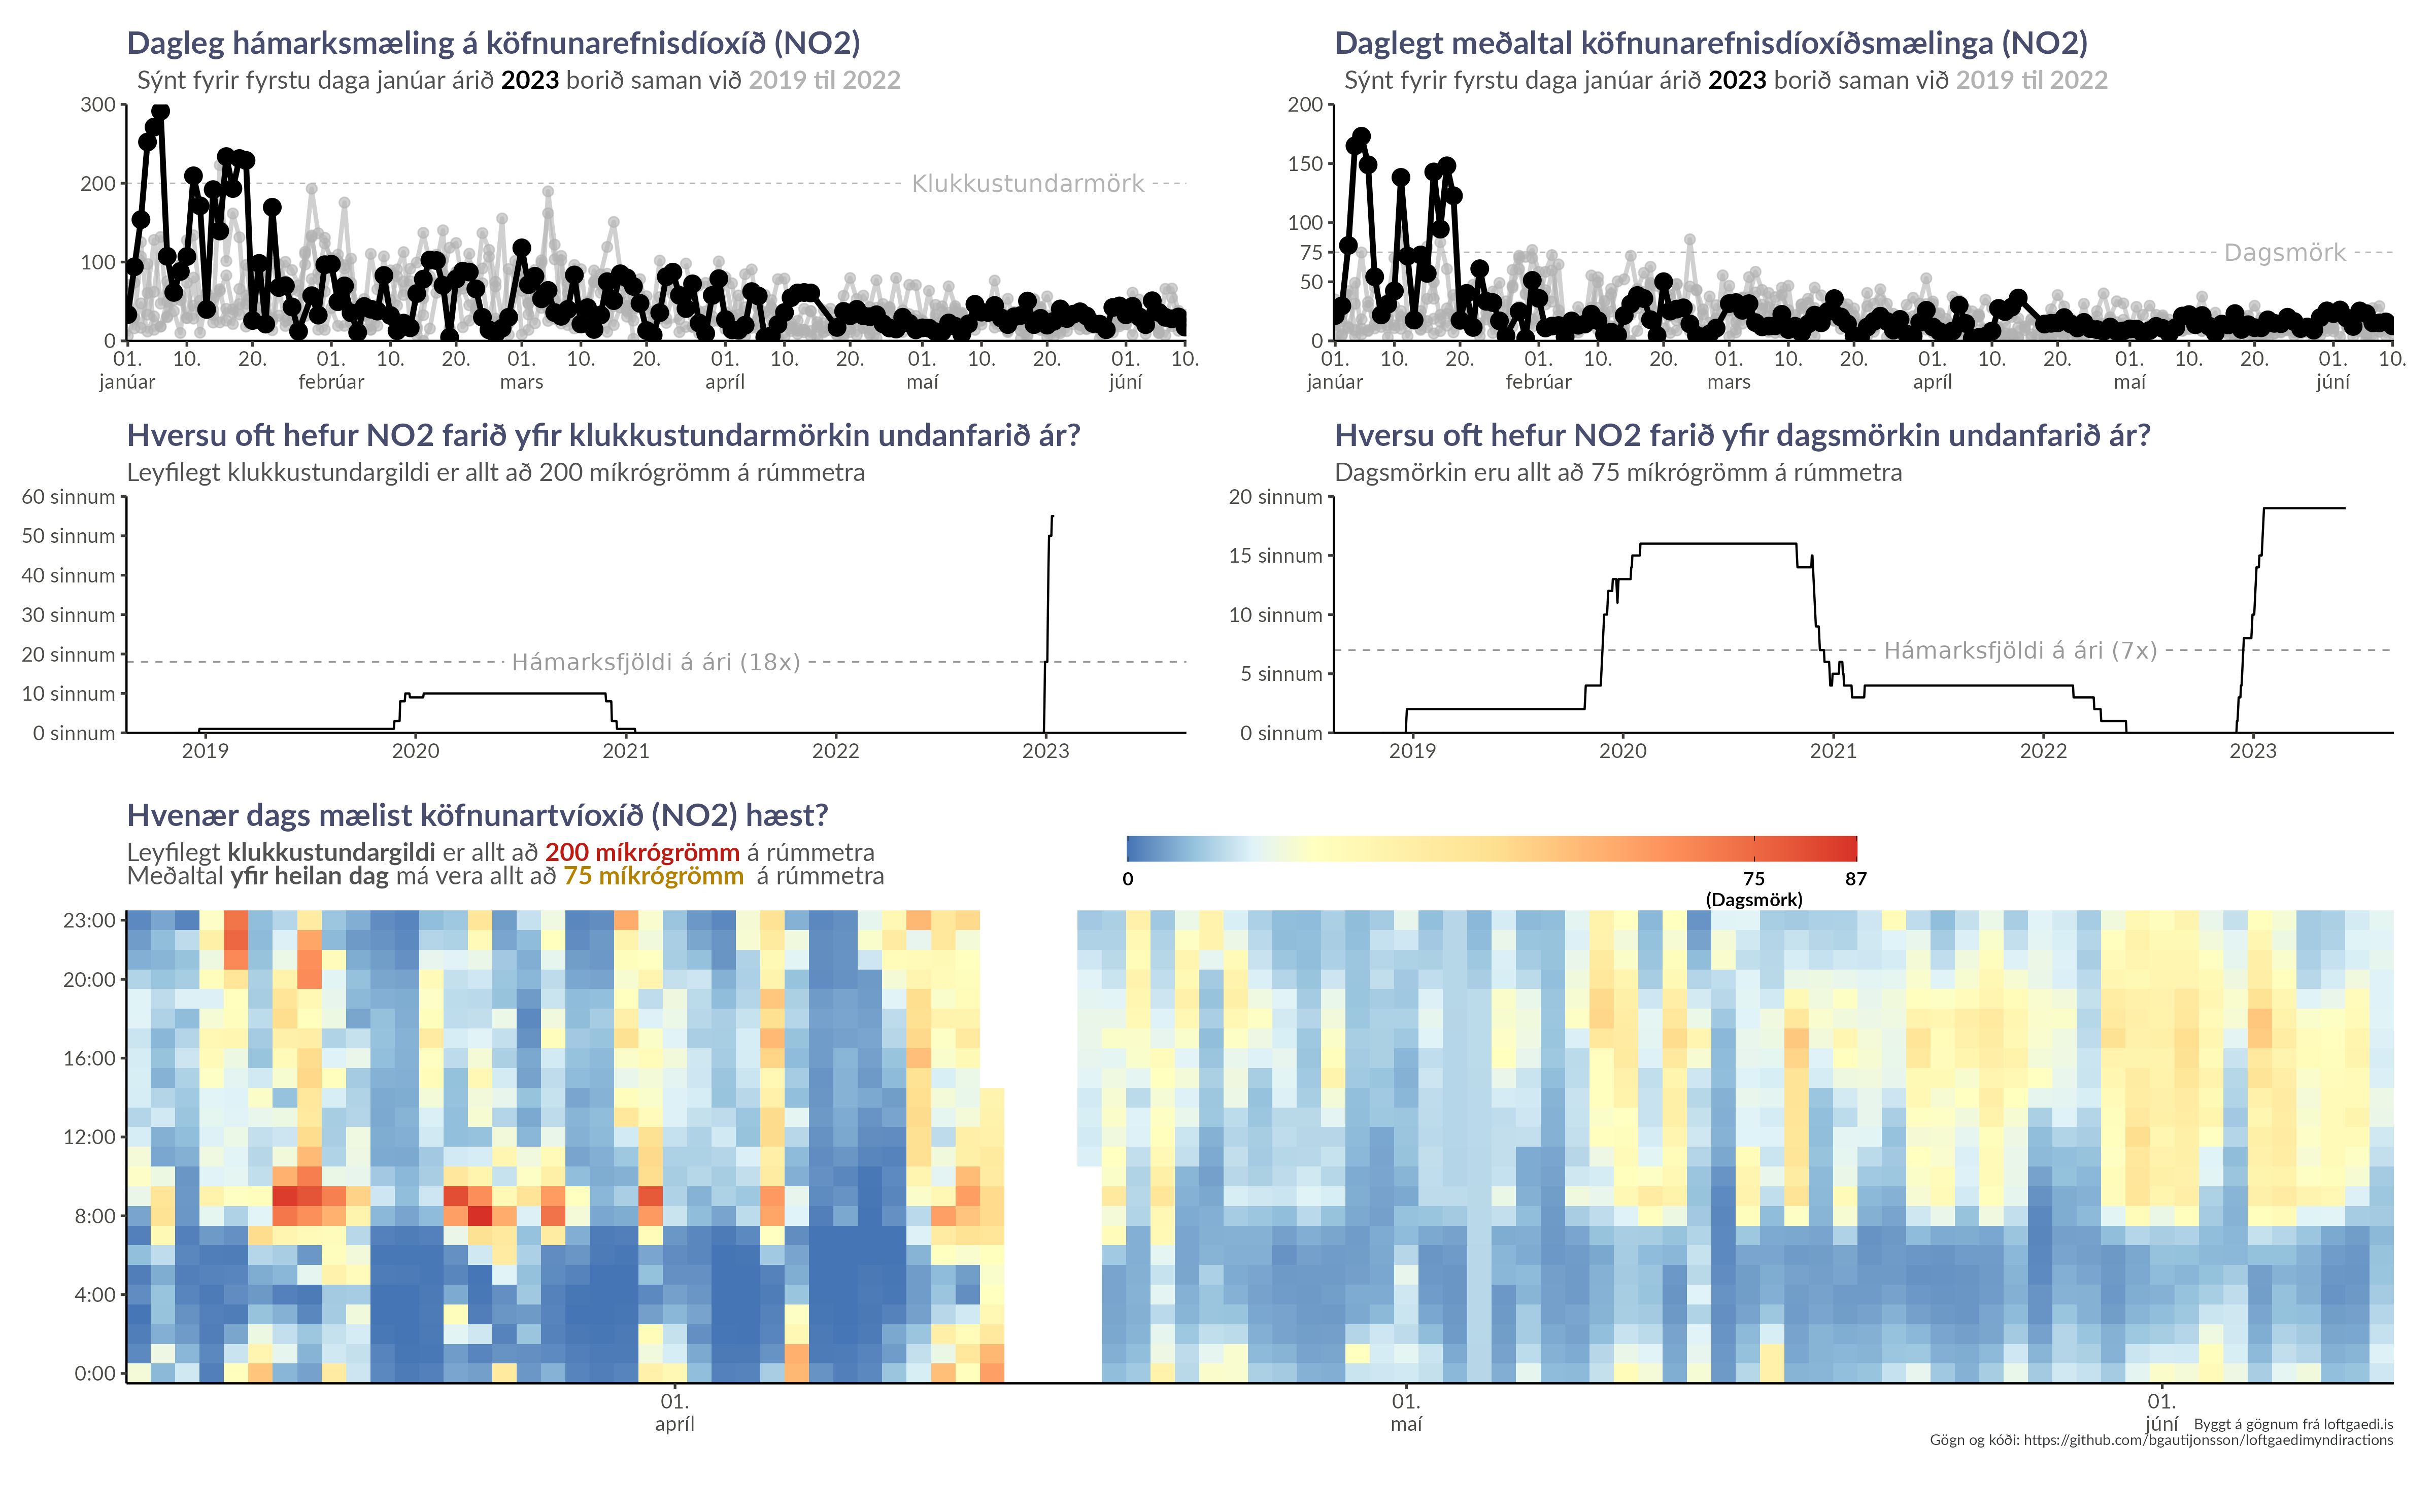 Dagleg hámarksmæling á köfnunarefnisdíoxíð (NO2)
Sýnt fyrir fyrstu daga janúar árið 2023 borið saman við 2019 til 2022
300
200
100
0
Klukkustundarmörk
01. 10. 20. 01. 10. 20. 01. 10. 20. 01. 10. 20. 01. 10. 20. 01. 10.
janúar febrúar mars apríl maí júní
Daglegt meðaltal köfnunarefnisdíoxíðsmælinga (NO2)
Sýnt fyrir fyrstu daga janúar árið 2023 borið saman við 2019 til 2022
200
150
100
75
50
0
Dagsmörk
01. 10. 20. 01. 10. 20. 01. 10. 20. 01. 10. 20. 01. 10. 20. 01. 10.
janúar febrúar mars apríl maí júní
Hversu oft hefur NO2 farið yfir klukkustundarmörkin undanfarið ár?
Leyfilegt klukkustundargildi er allt að 200 míkrógrömm á rúmmetra
60 sinnum
50 sinnum
40 sinnum
30 sinnum
20 sinnum
10 sinnum
0 sinnum
Hámarksfjöldi á ári (18x)
2019 2020 2021 2022 2023
Hversu oft hefur NO2 farið yfir dagsmörkin undanfarið ár?
Dagsmörkin eru allt að 75 míkrógrömm á rúmmetra
20 sinnum
15 sinnum
10 sinnum
5 sinnum
0 sinnum
Hámarksfjöldi á ári (7x)
2019 2020 2021 2022 2023
Hvenær dags mælist köfnunartvíoxíð (NO2) hæst?
Leyfilegt klukkustundargildi er allt að 200 míkrógrömm á rúmmetra
Meðaltal yfir heilan dag má vera allt að 75 míkrógrömm á rúmmetra
0 75 87
(Dagsmörk)
23:00
20:00
16:00
12:00
8:00
4:00
0:00
01. 01. 01.
apríl maí júní
Byggt á gögnum frá loftgaedi.is
Gögn og kóði: https://github.com/bgautijonsson/loftgaedimyndiractions